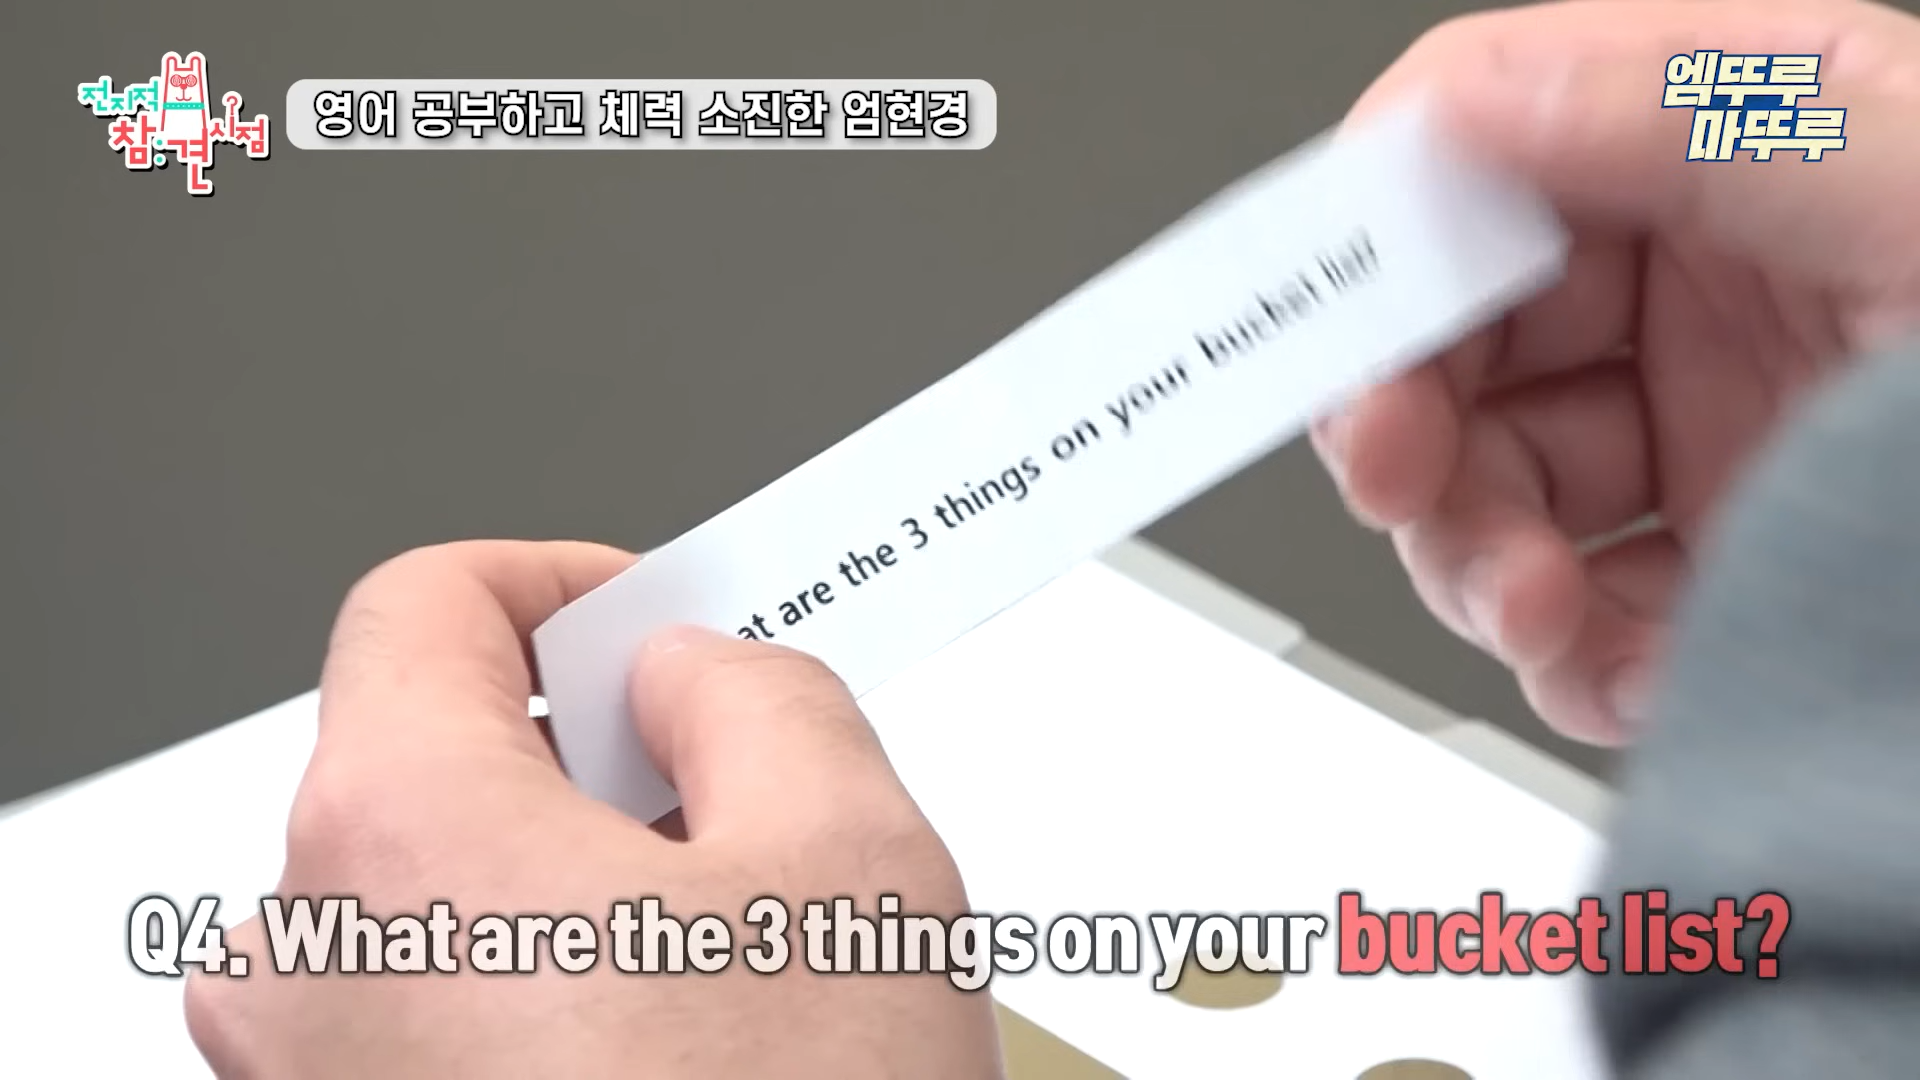 전지적
참견 시점
영어 공부하고 체력 소진한 엄현경
엠뚜루
마뚜루
at are the 3 things on your bucket list?
Q4. What are the 3 things on your bucket list?